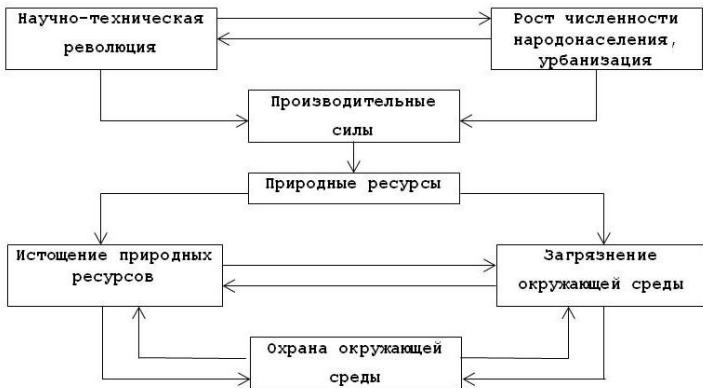 Научно-техническая
революция
Рост численности
народонаселения,
урбанизация
Производительные
силы
Природные ресурсы
Истощение природных
ресурсов
Загрязнение
окружающей среды
Охрана окружающей
среды